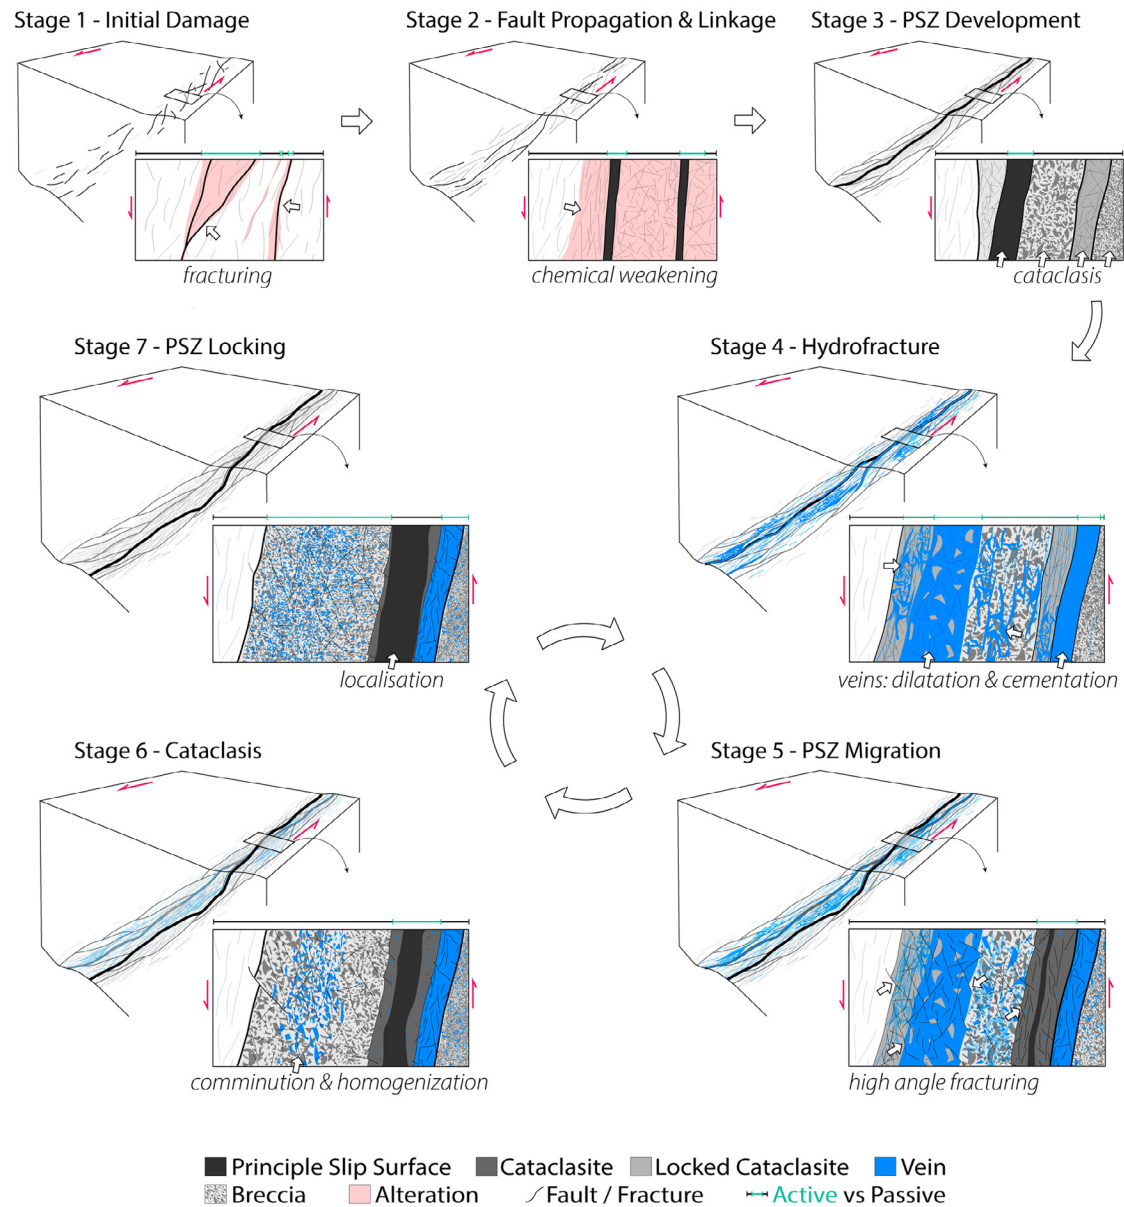 Stage 1 - Initial Damage
Stage 2 - Fault Propagation & Linkage
Stage 3 - PSZ Development
fracturing
chemical weakening
cataclasis
Stage 7 - PSZ Locking
Stage 4 - Hydrofracture
localisation
veins: dilatation & cementation
Stage 6 - Cataclasis
Stage 5 - PSZ Migration
comminution & homogenization
high angle fracturing
Principle Slip Surface
Cataclasite
Locked Cataclasite
Vein
Breccia
Alteration
Fault / Fracture
Active vs Passive